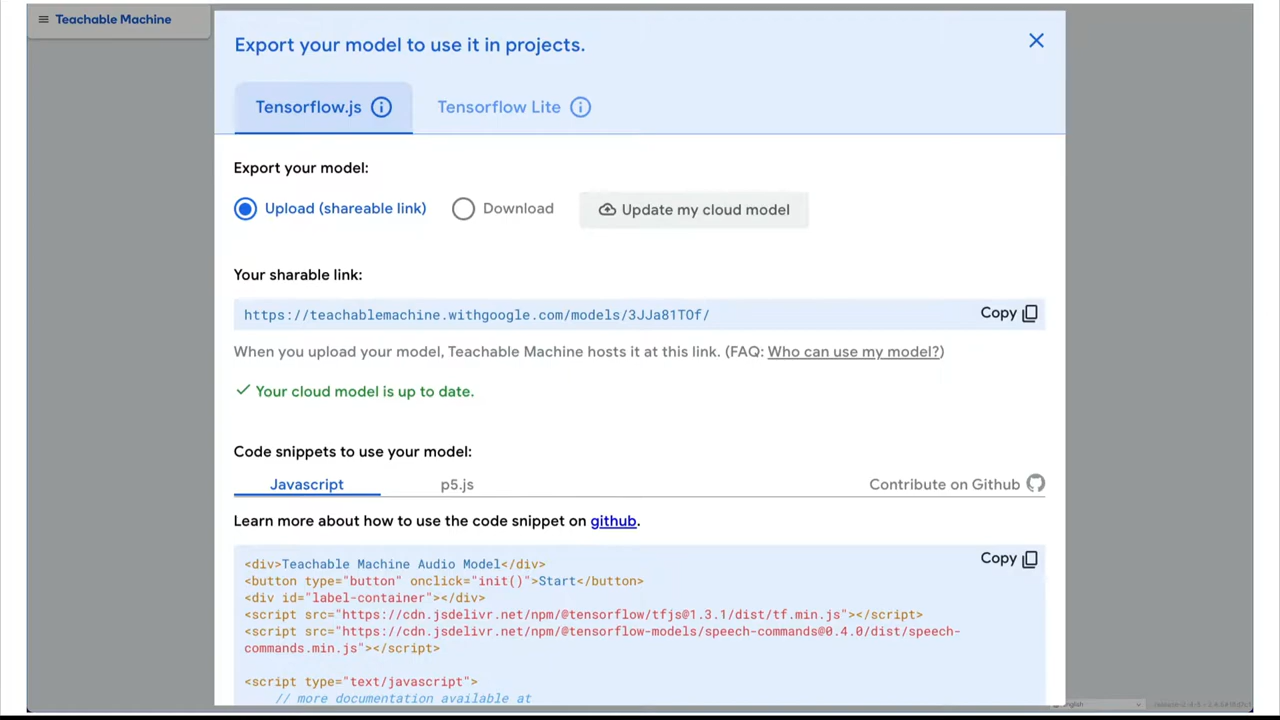 Teachable Machine
Export your model to use it in projects.
Tensorflow.js
Tensorflow Lite
Export your model:
Upload (shareable link)
Download
Update my cloud model
Your sharable link:
https://teachablemachine.withgoogle.com/models/3JJa81TOf/
Copy
When you upload your model, Teachable Machine hosts it at this link. (FAQ: Who can use my model?)
Your cloud model is up to date.
Code snippets to use your model:
Javascript
p5.js
Contribute on Github
Learn more about how to use the code snippet on github.
Copy
<div>Teachable Machine Audio Model</div>
<button type="button" onclick="init()">Start</button>
<div id="label-container"></div>
<script src="https://cdn.jsdelivr.net/npm/@tensorflow/tfjs@1.3.1/dist/tf.min.js"></script>
<script src="https://cdn.jsdelivr.net/npm/@tensorflow-models/speech-commands@0.4.0/dist/speech-
commands.min.js"></script>
<script type="text/javascript">
// more documentation available at